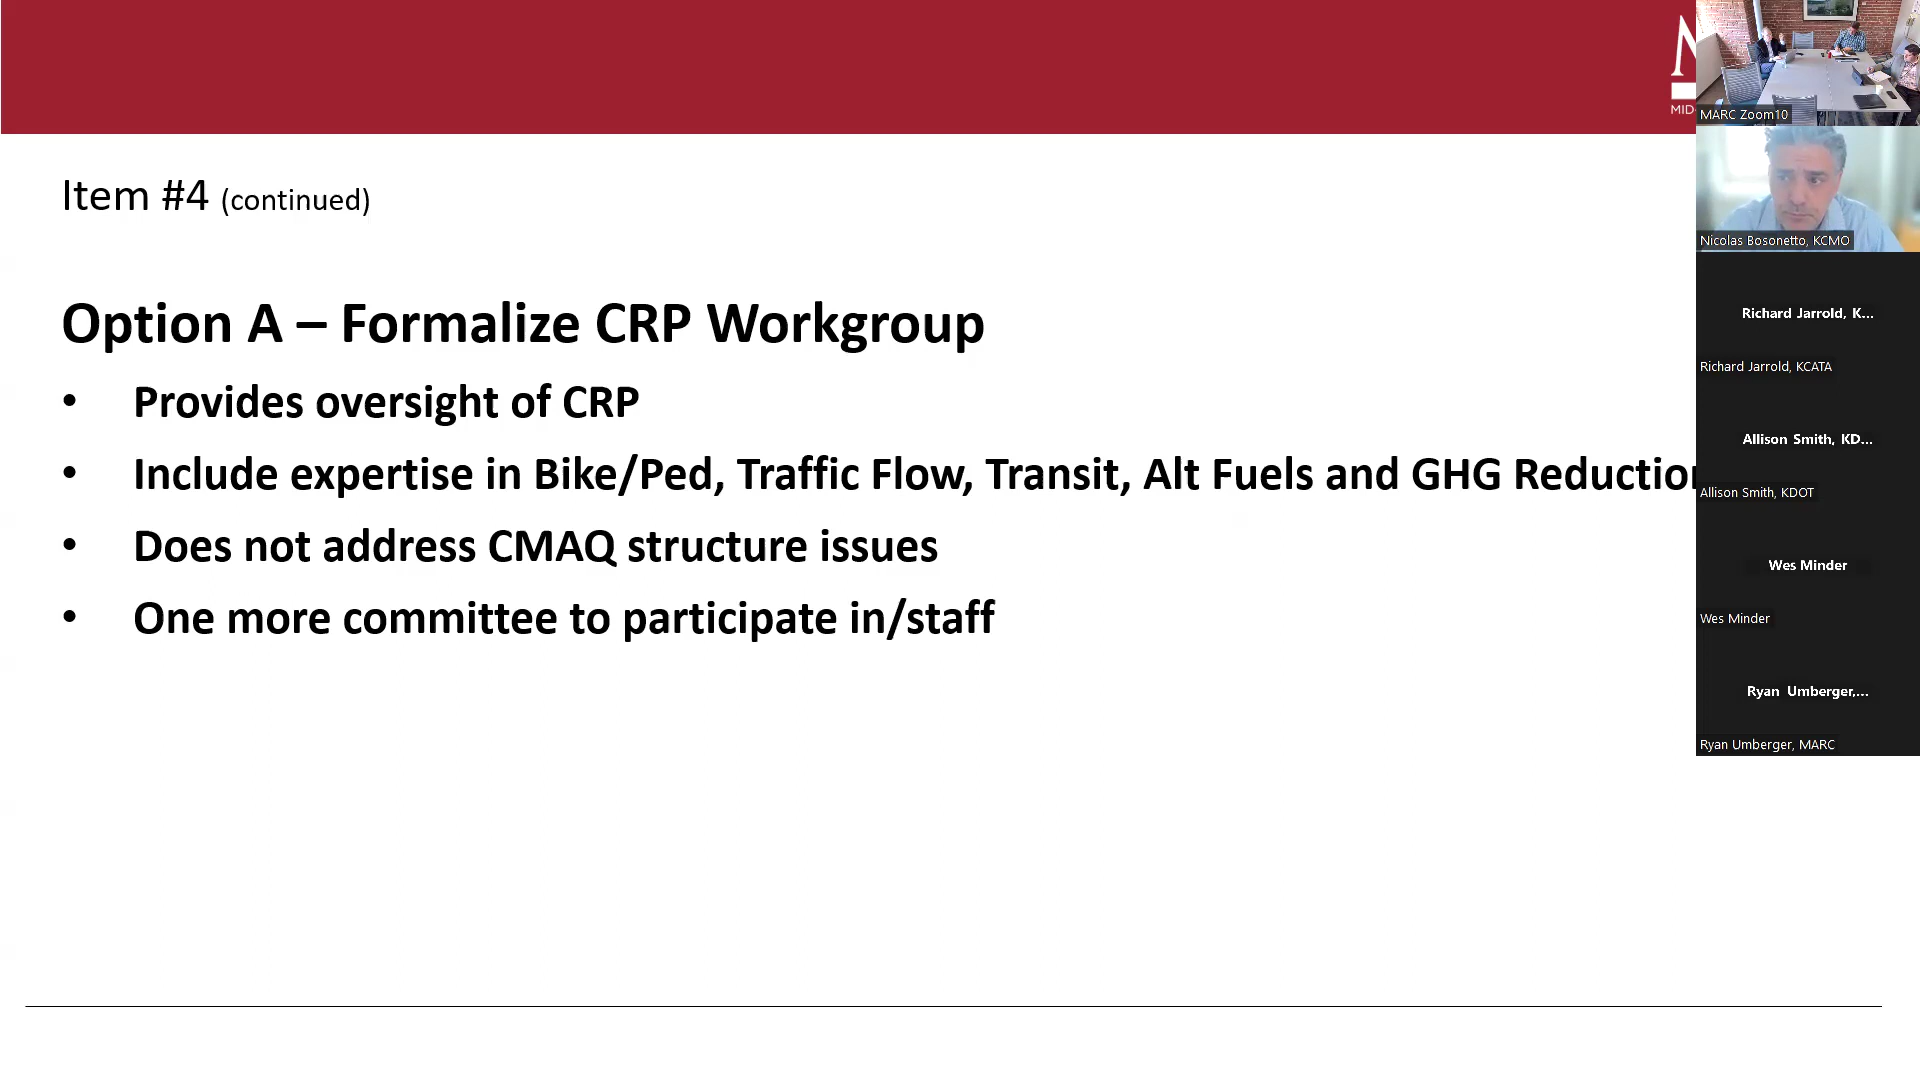 MID
Item #4 (continued)
Option A – Formalize CRP Workgroup
• Provides oversight of CRP
• Include expertise in Bike/Ped, Traffic Flow, Transit, Alt Fuels and GHG Reduction
• Does not address CMAQ structure issues
• One more committee to participate in/staff
MARC Zoom10
Nicolas Bosonetto, KCMO
Richard Jarrold, K...
Richard Jarrold, KCATA
Allison Smith, KD...
Allison Smith, KDOT
Wes Minder
Wes Minder
Ryan Umberger,...
Ryan Umberger, MARC